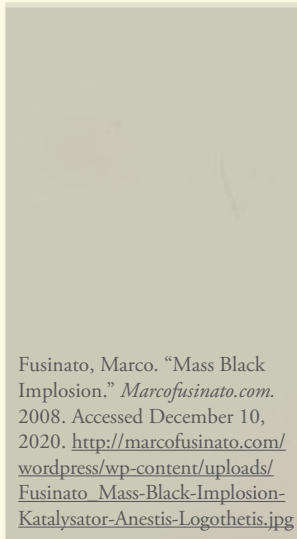 Fusinato, Marco. “Mass Black
Implosion.” Marcofusinato.com.
2008. Accessed December 10,
2020. http://marcofusinato.com/
wordpress/wp-content/uploads/
Fusinato_Mass-Black-Implosion-
Katalysator-Anestis-Logothetis.jpg